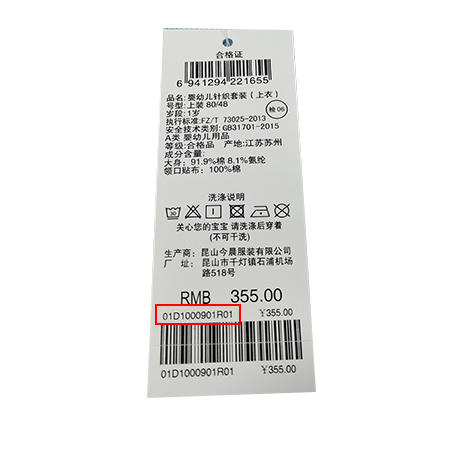 合格证
6 941294 221655
品名: 婴幼儿针织套装(上衣)
号型: 上装 80/48
岁段: 1岁
检 06
执行标准: FZ/T 73025-2013
安全技术类别: GB31701-2015
A类 婴幼儿用品
等级: 合格品 产地: 江苏苏州
成分含量:
大身: 91.9%棉 8.1%氨纶
领口贴布: 100%棉
洗涤说明
30
关心您的宝宝 请洗涤后穿着
(不可干洗)
生产商: 昆山今晨服装有限公司
厂 址: 昆山市千灯镇石浦机场
路518号
RMB 355.00
01D1000901R01 ¥355.00
01D1000901R01 ¥355.00